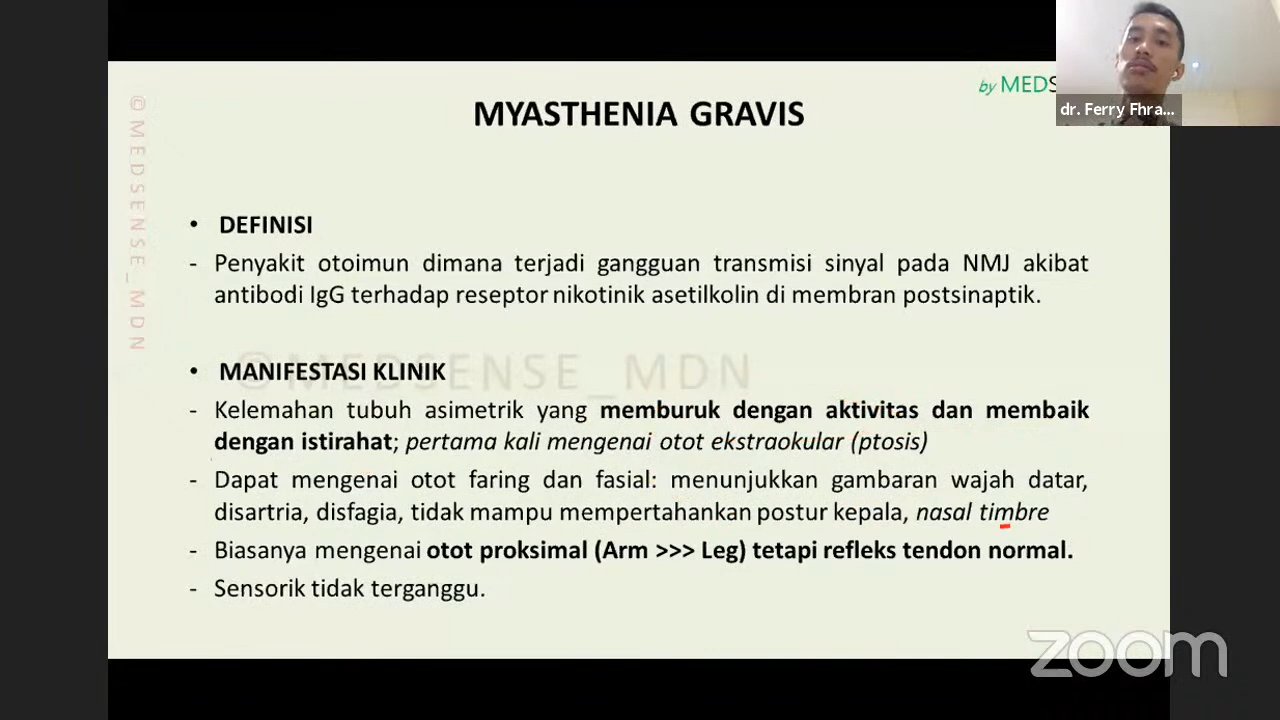 by MEDS
MYASTHENIA GRAVIS
dr. Ferry Fhra...
©MEDSENSE_MDN
• DEFINISI
- Penyakit otoimun dimana terjadi gangguan transmisi sinyal pada NMJ akibat
antibodi IgG terhadap reseptor nikotinik asetilkolin di membran postsinaptik.
©MEDSENSE_MDN
• MANIFESTASI KLINIK
- Kelemahan tubuh asimetrik yang memburuk dengan aktivitas dan membaik
dengan istirahat; pertama kali mengenai otot ekstraokular (ptosis)
- Dapat mengenai otot faring dan fasial: menunjukkan gambaran wajah datar,
disartria, disfagia, tidak mampu mempertahankan postur kepala, nasal timbre
- Biasanya mengenai otot proksimal (Arm >>> Leg) tetapi refleks tendon normal.
- Sensorik tidak terganggu.
zoom